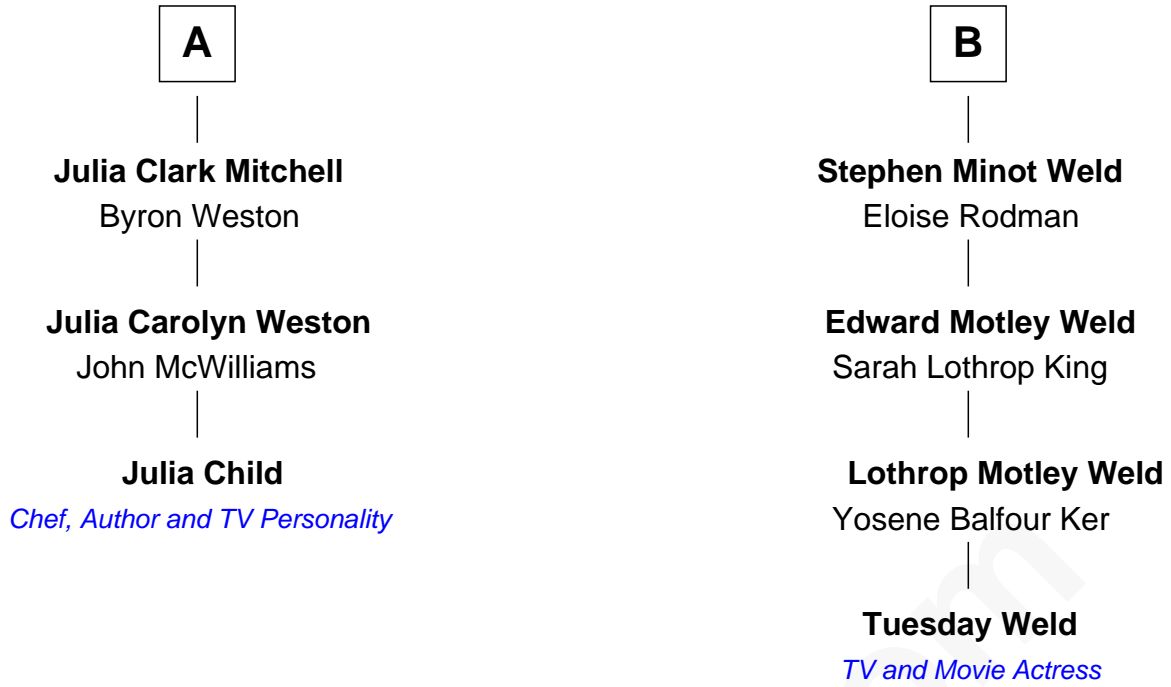 A
Julia Clark Mitchell
Byron Weston
Julia Carolyn Weston
John McWilliams
Julia Child
Chef, Author and TV Personality
B
Stephen Minot Weld
Eloise Rodman
Edward Motley Weld
Sarah Lothrop King
Lothrop Motley Weld
Yosene Balfour Ker
Tuesday Weld
TV and Movie Actress